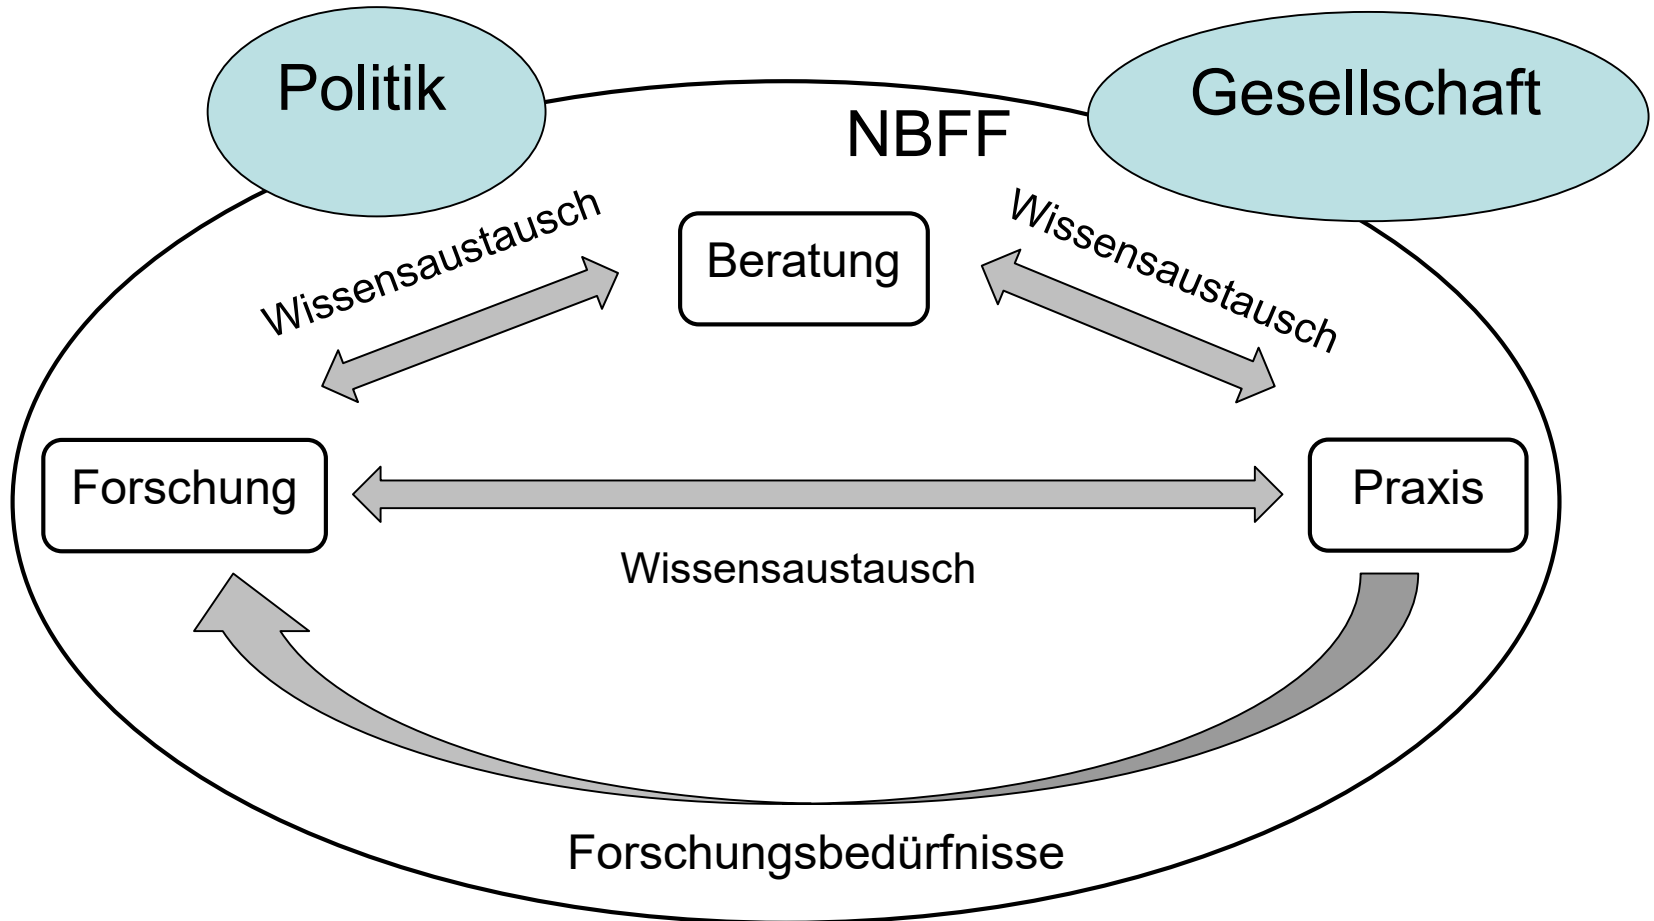 Politik
Gesellschaft
NBFF
Wissensaustausch
Wissensaustausch
Beratung
Forschung
Praxis
Wissensaustausch
Forschungsbedürfnisse